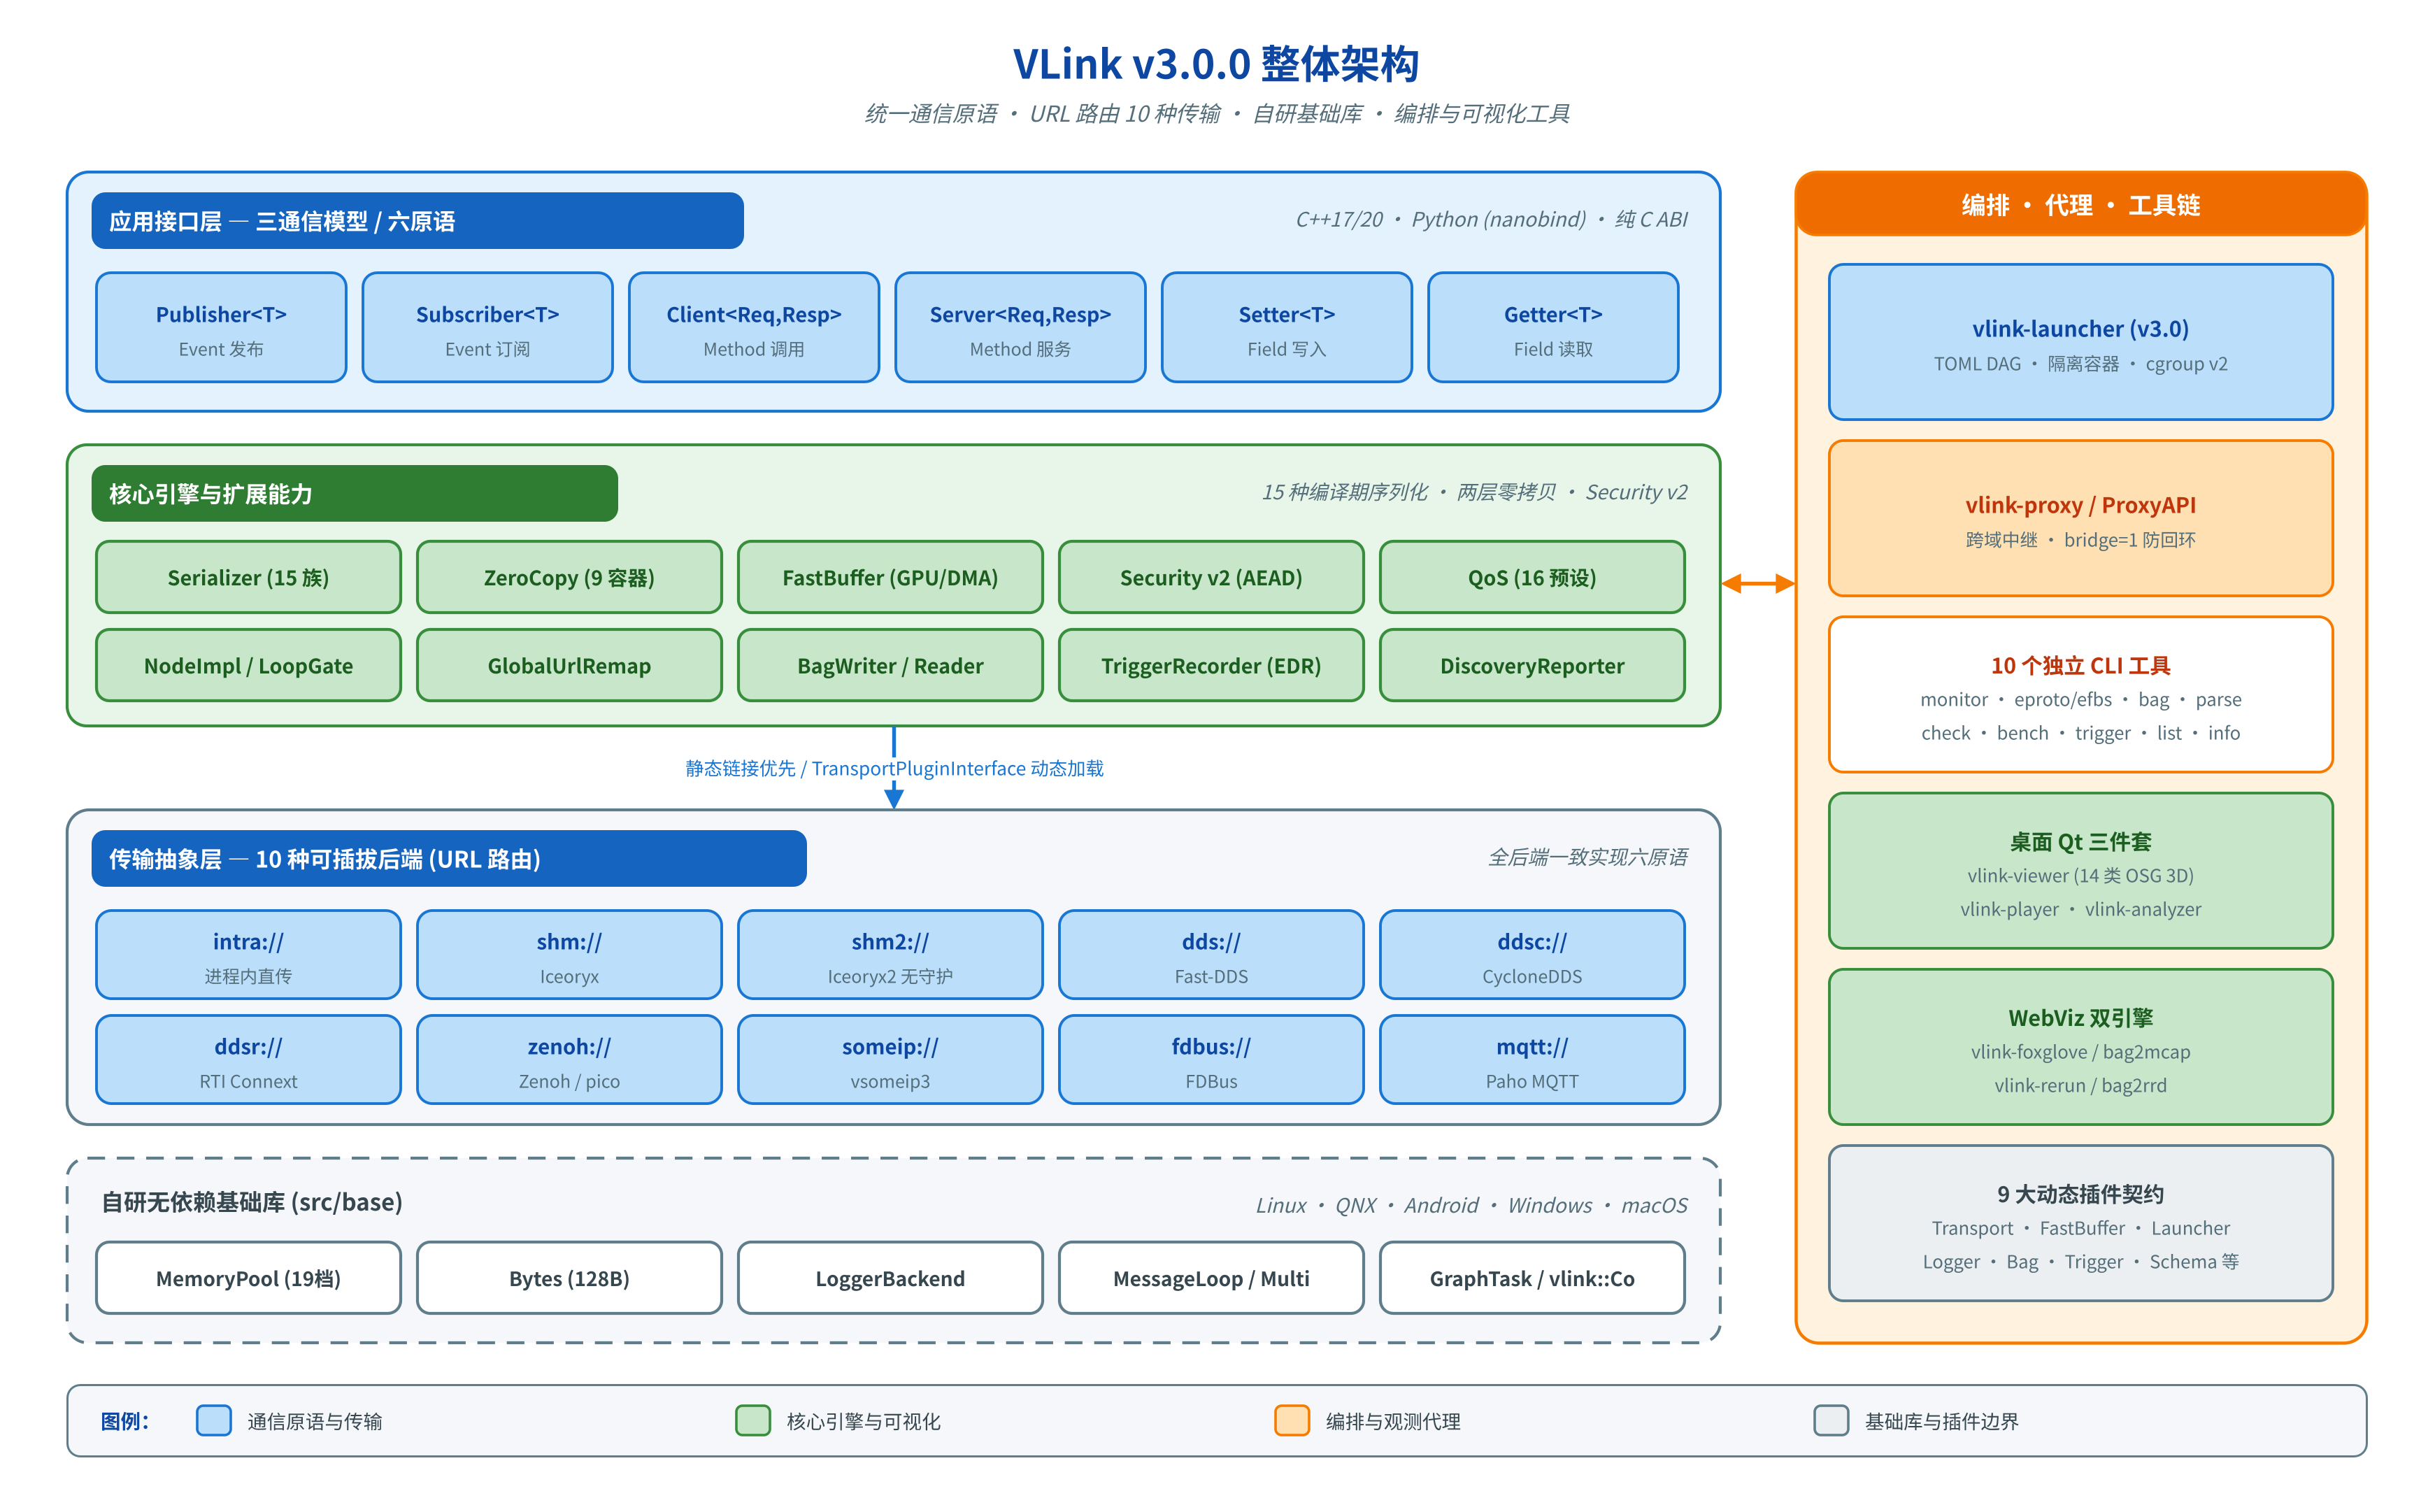 VLink v3.0.0 整体架构
统一通信原语 • URL 路由 10 种传输 • 自研基础库 • 编排与可视化工具
应用接口层 — 三通信模型 / 六原语
C++17/20 • Python (nanobind) • 纯 C ABI
Publisher<T>
Event 发布
Subscriber<T>
Event 订阅
Client<Req,Resp>
Method 调用
Server<Req,Resp>
Method 服务
Setter<T>
Field 写入
Getter<T>
Field 读取
核心引擎与扩展能力
15 种编译期序列化 • 两层零拷贝 • Security v2
Serializer (15 族)
ZeroCopy (9 容器)
FastBuffer (GPU/DMA)
Security v2 (AEAD)
QoS (16 预设)
NodeImpl / LoopGate
GlobalUrlRemap
BagWriter / Reader
TriggerRecorder (EDR)
DiscoveryReporter
静态链接优先 / TransportPluginInterface 动态加载
传输抽象层 — 10 种可插拔后端 (URL 路由)
全后端一致实现六原语
intra://
进程内直传
shm://
Iceoryx
shm2://
Iceoryx2 无守护
dds://
Fast-DDS
ddsc://
CycloneDDS
ddsr://
RTI Connext
zenoh://
Zenoh / pico
someip://
vsomeip3
fdbus://
FDBus
mqtt://
Paho MQTT
自研无依赖基础库 (src/base)
Linux • QNX • Android • Windows • macOS
MemoryPool (19档)
Bytes (128B)
LoggerBackend
MessageLoop / Multi
GraphTask / vlink::Co
编排 • 代理 • 工具链
vlink-launcher (v3.0)
TOML DAG • 隔离容器 • cgroup v2
vlink-proxy / ProxyAPI
跨域中继 • bridge=1 防回环
10 个独立 CLI 工具
monitor • eproto/efbs • bag • parse
check • bench • trigger • list • info
桌面 Qt 三件套
vlink-viewer (14 类 OSG 3D)
vlink-player • vlink-analyzer
WebViz 双引擎
vlink-foxglove / bag2mcap
vlink-rerun / bag2rrd
9 大动态插件契约
Transport • FastBuffer • Launcher
Logger • Bag • Trigger • Schema 等
图例：
通信原语与传输
核心引擎与可视化
编排与观测代理
基础库与插件边界